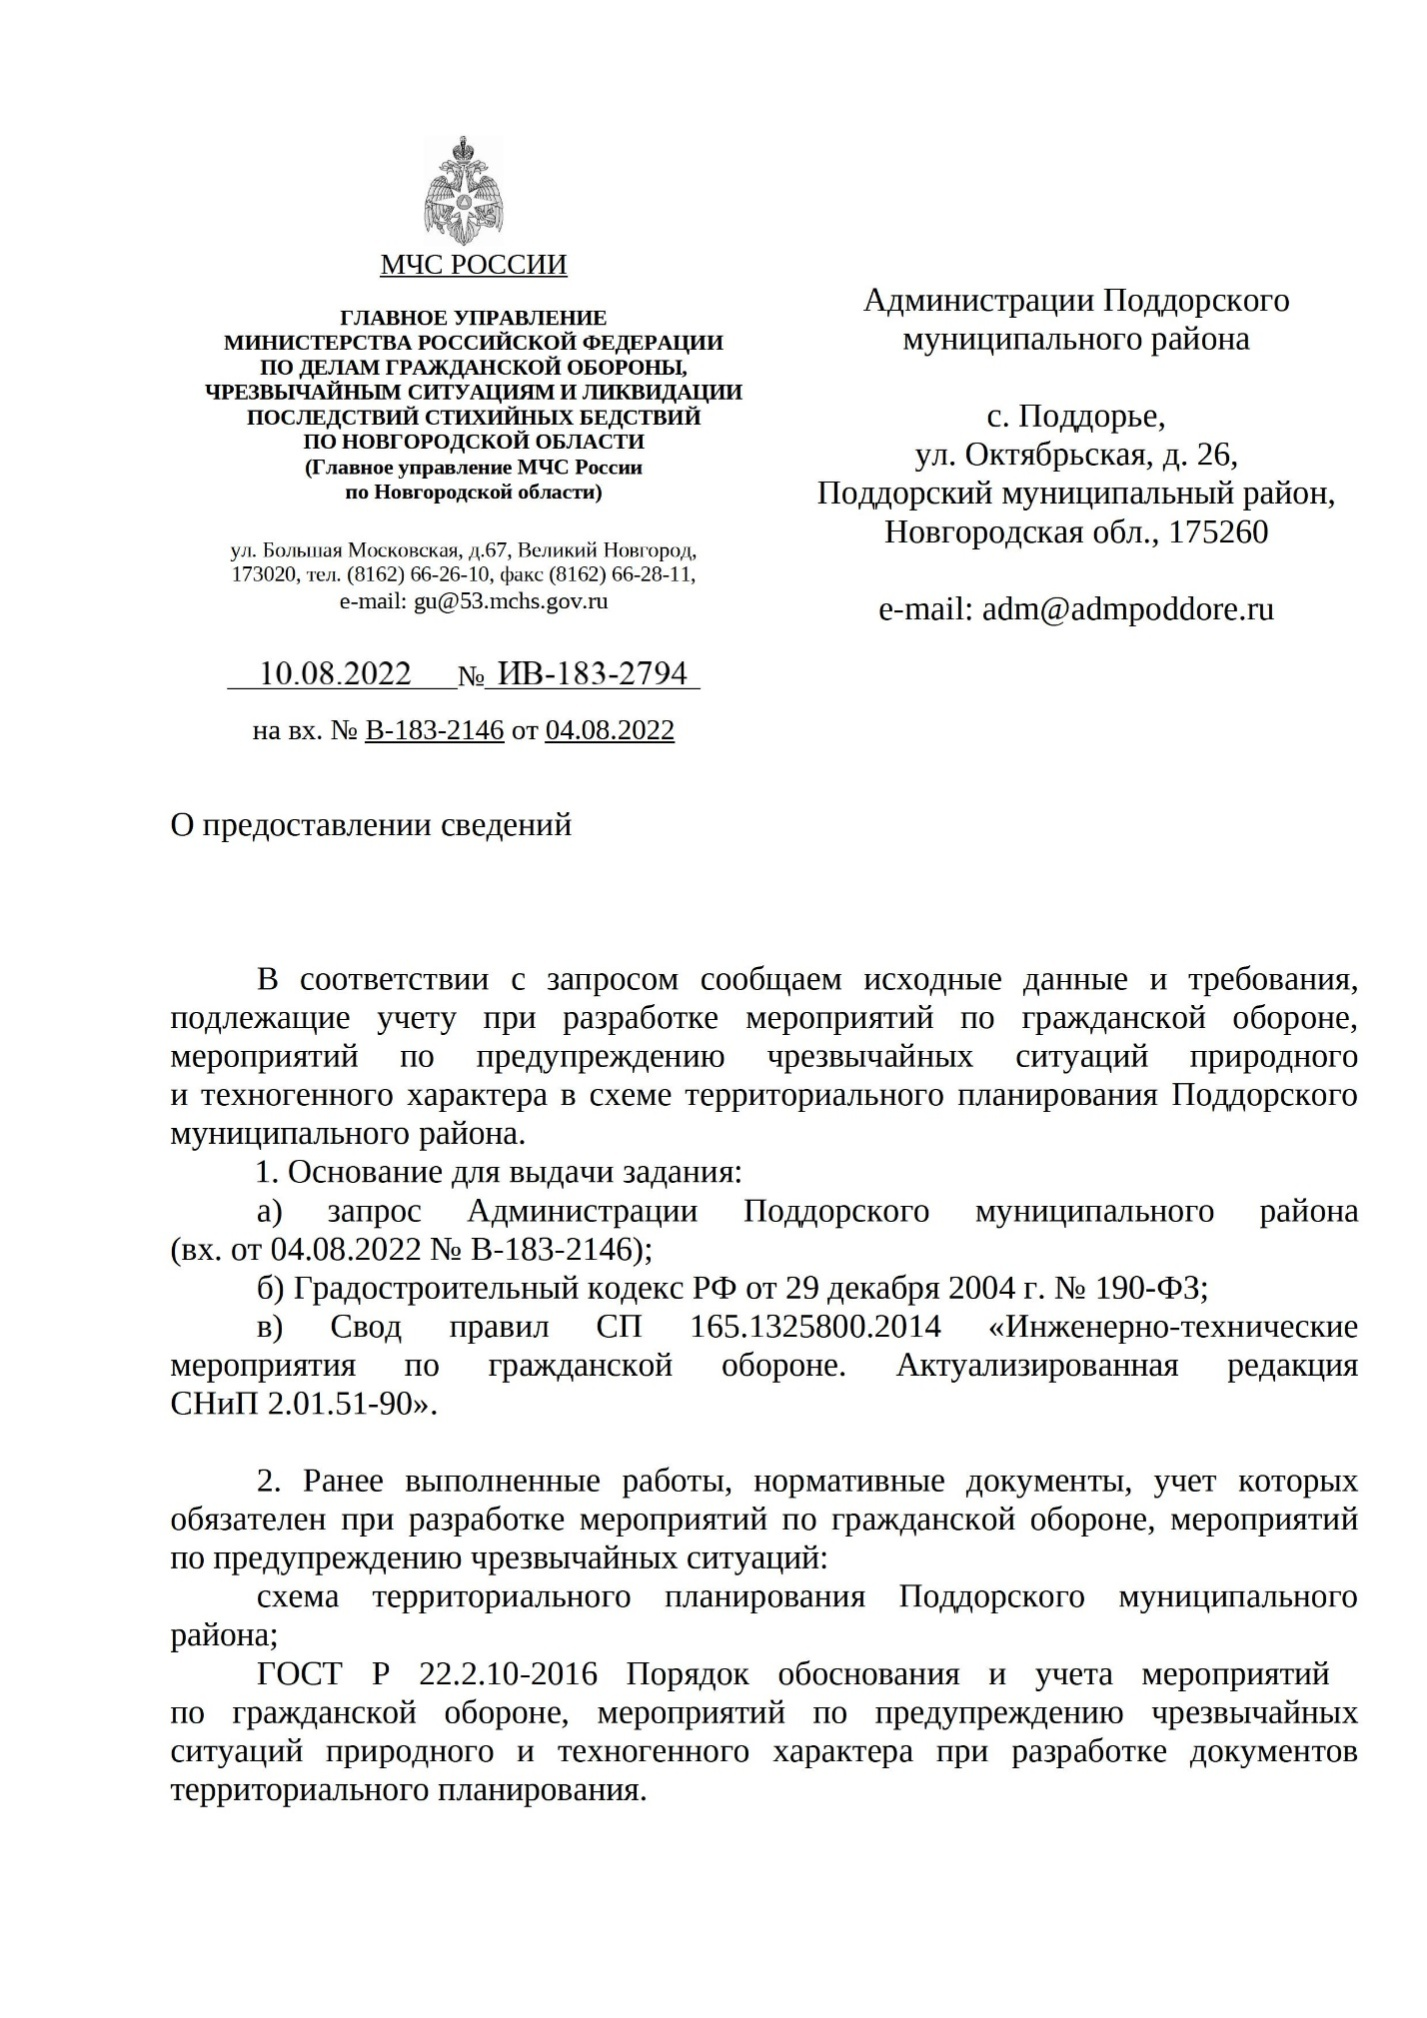 МЧС РОССИИ
ГЛАВНОЕ УПРАВЛЕНИЕ
МИНИСТЕРСТВА РОССИЙСКОЙ ФЕДЕРАЦИИ
ПО ДЕЛАМ ГРАЖДАНСКОЙ ОБОРОНЫ,
ЧРЕЗВЫЧАЙНЫМ СИТУАЦИЯМ И ЛИКВИДАЦИИ
ПОСЛЕДСТВИЙ СТИХИЙНЫХ БЕДСТВИЙ
ПО НОВГОРОДСКОЙ ОБЛАСТИ
(Главное управление МЧС России
по Новгородской области)
ул. Большая Московская, д.67, Великий Новгород,
173020, тел. (8162) 66-26-10, факс (8162) 66-28-11,
e-mail: gu@53.mchs.gov.ru
10.08.2022 № ИВ-183-2794
на вх. № В-183-2146 от 04.08.2022
Администрации Поддорского
муниципального района
с. Поддорье,
ул. Октябрьская, д. 26,
Поддорский муниципальный район,
Новгородская обл., 175260
e-mail: adm@admpoddore.ru
О предоставлении сведений
В соответствии с запросом сообщаем исходные данные и требования,
подлежащие учету при разработке мероприятий по гражданской обороне,
мероприятий по предупреждению чрезвычайных ситуаций природного
и техногенного характера в схеме территориального планирования Поддорского
муниципального района.
1. Основание для выдачи задания:
а) запрос Администрации Поддорского муниципального района
(вх. от 04.08.2022 № В-183-2146);
б) Градостроительный кодекс РФ от 29 декабря 2004 г. № 190-ФЗ;
в) Свод правил СП 165.1325800.2014 «Инженерно-технические
мероприятия по гражданской обороне. Актуализированная редакция
СНиП 2.01.51-90».
2. Ранее выполненные работы, нормативные документы, учет которых
обязателен при разработке мероприятий по гражданской обороне, мероприятий
по предупреждению чрезвычайных ситуаций:
схема территориального планирования Поддорского муниципального
района;
ГОСТ Р 22.2.10-2016 Порядок обоснования и учета мероприятий
по гражданской обороне, мероприятий по предупреждению чрезвычайных
ситуаций природного и техногенного характера при разработке документов
территориального планирования.